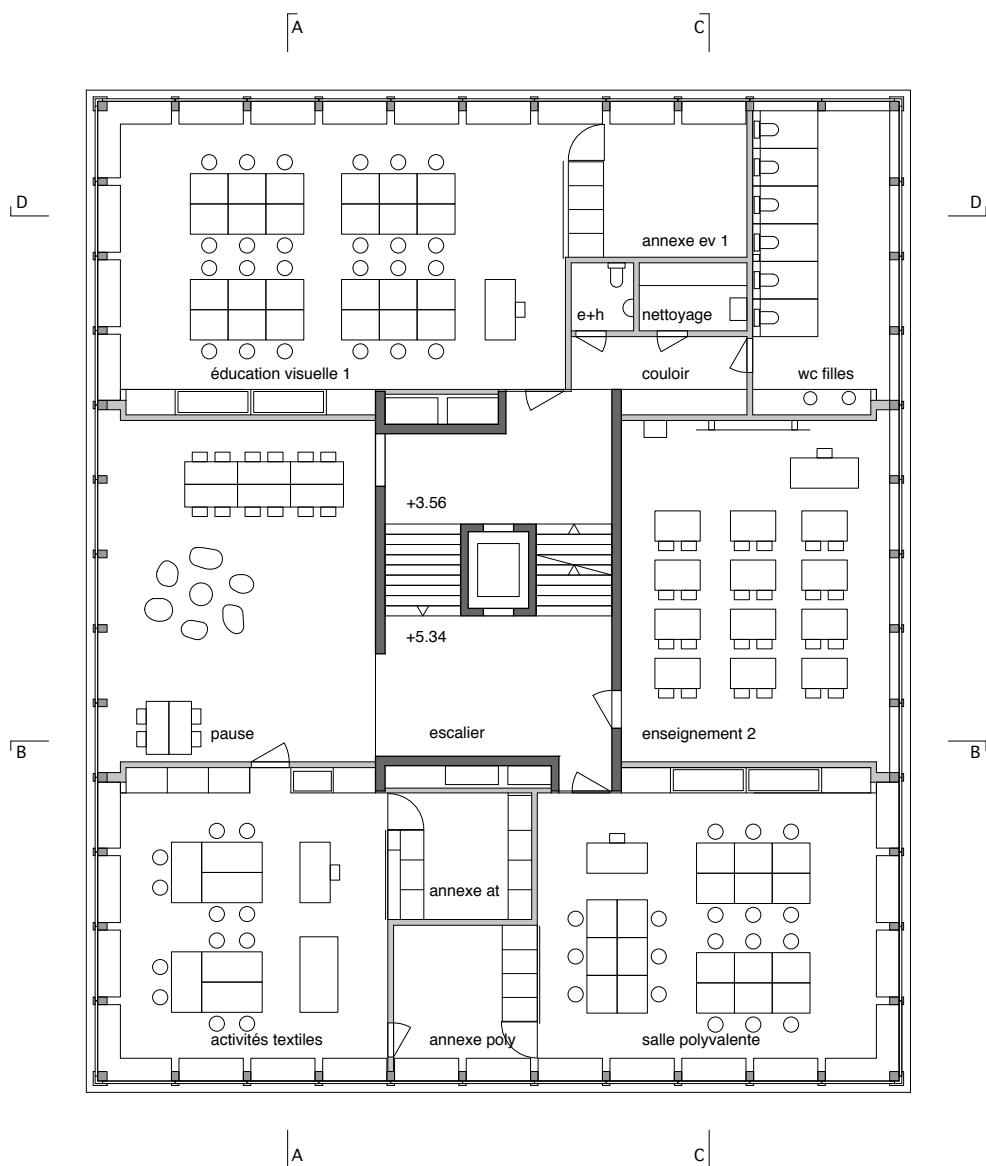 A C
D D
annexe ev 1
e+h nettoyage
éducation visuelle 1 couloir wc filles
+3.56
+5.34
pause escalier enseignement 2
B B
annexe at
activités textiles annexe poly salle polyvalente
A C